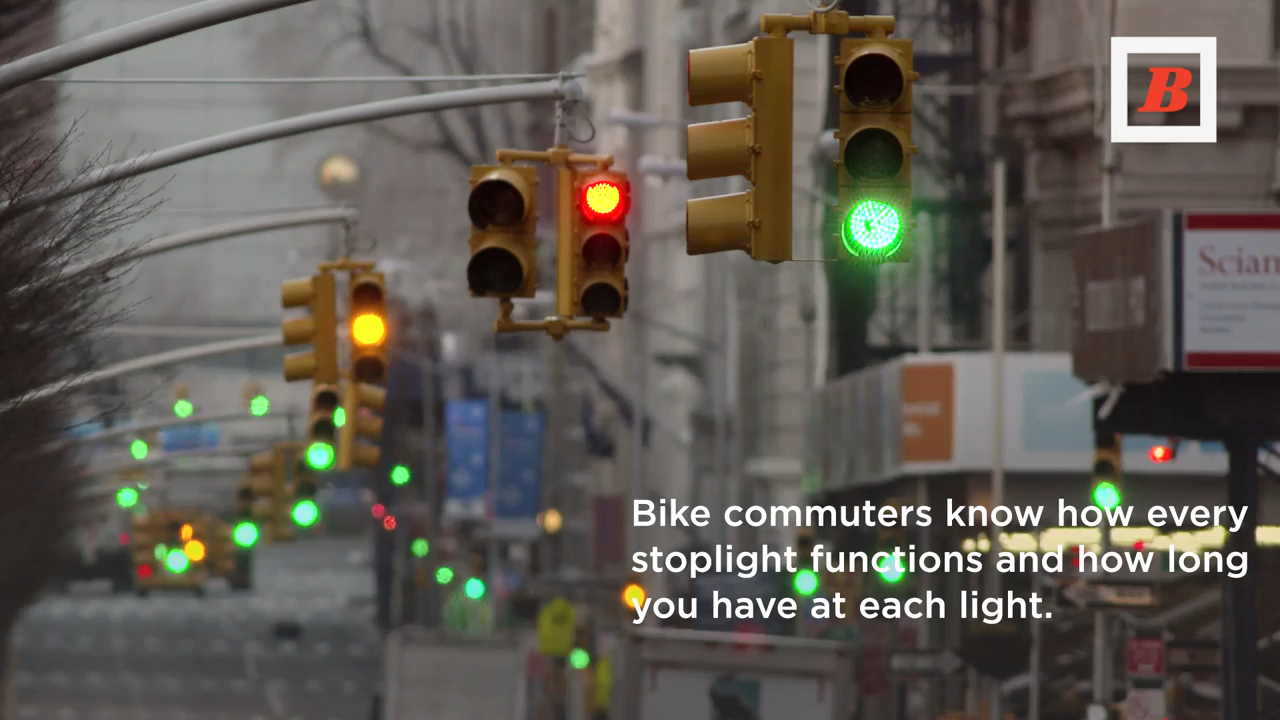 B
Scian
Bike commuters know how every
stoplight functions and how long
you have at each light.